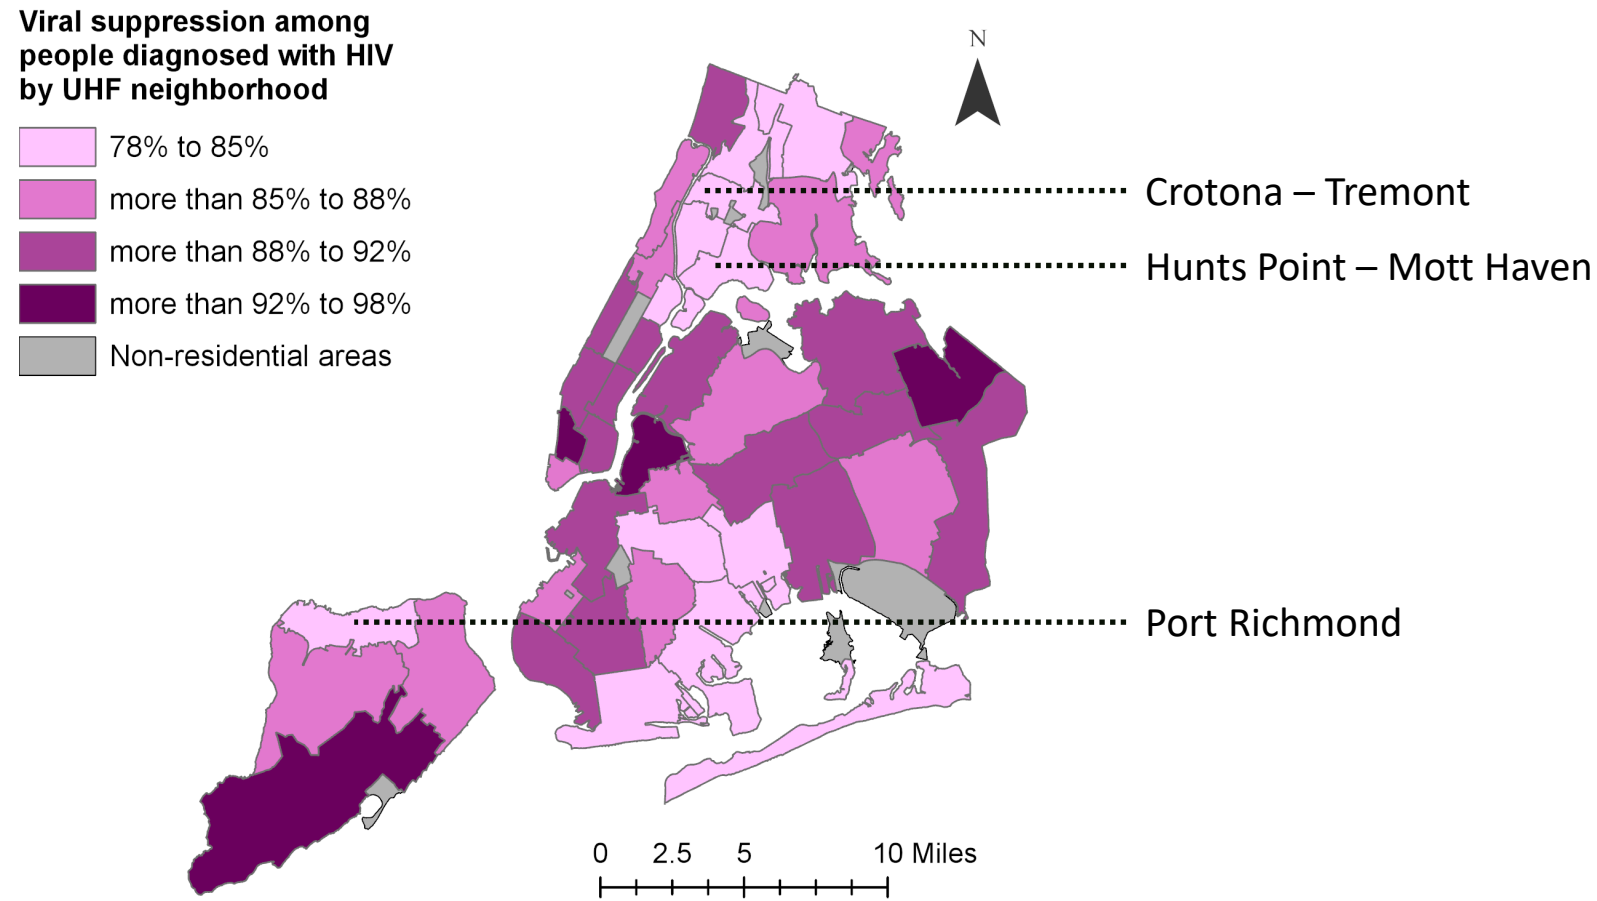 Viral suppression among
people diagnosed with HIV
by UHF neighborhood
78% to 85%
more than 85% to 88%
more than 88% to 92%
more than 92% to 98%
Non-residential areas
N
Crotona – Tremont
Hunts Point – Mott Haven
Port Richmond
0 2.5 5 10 Miles